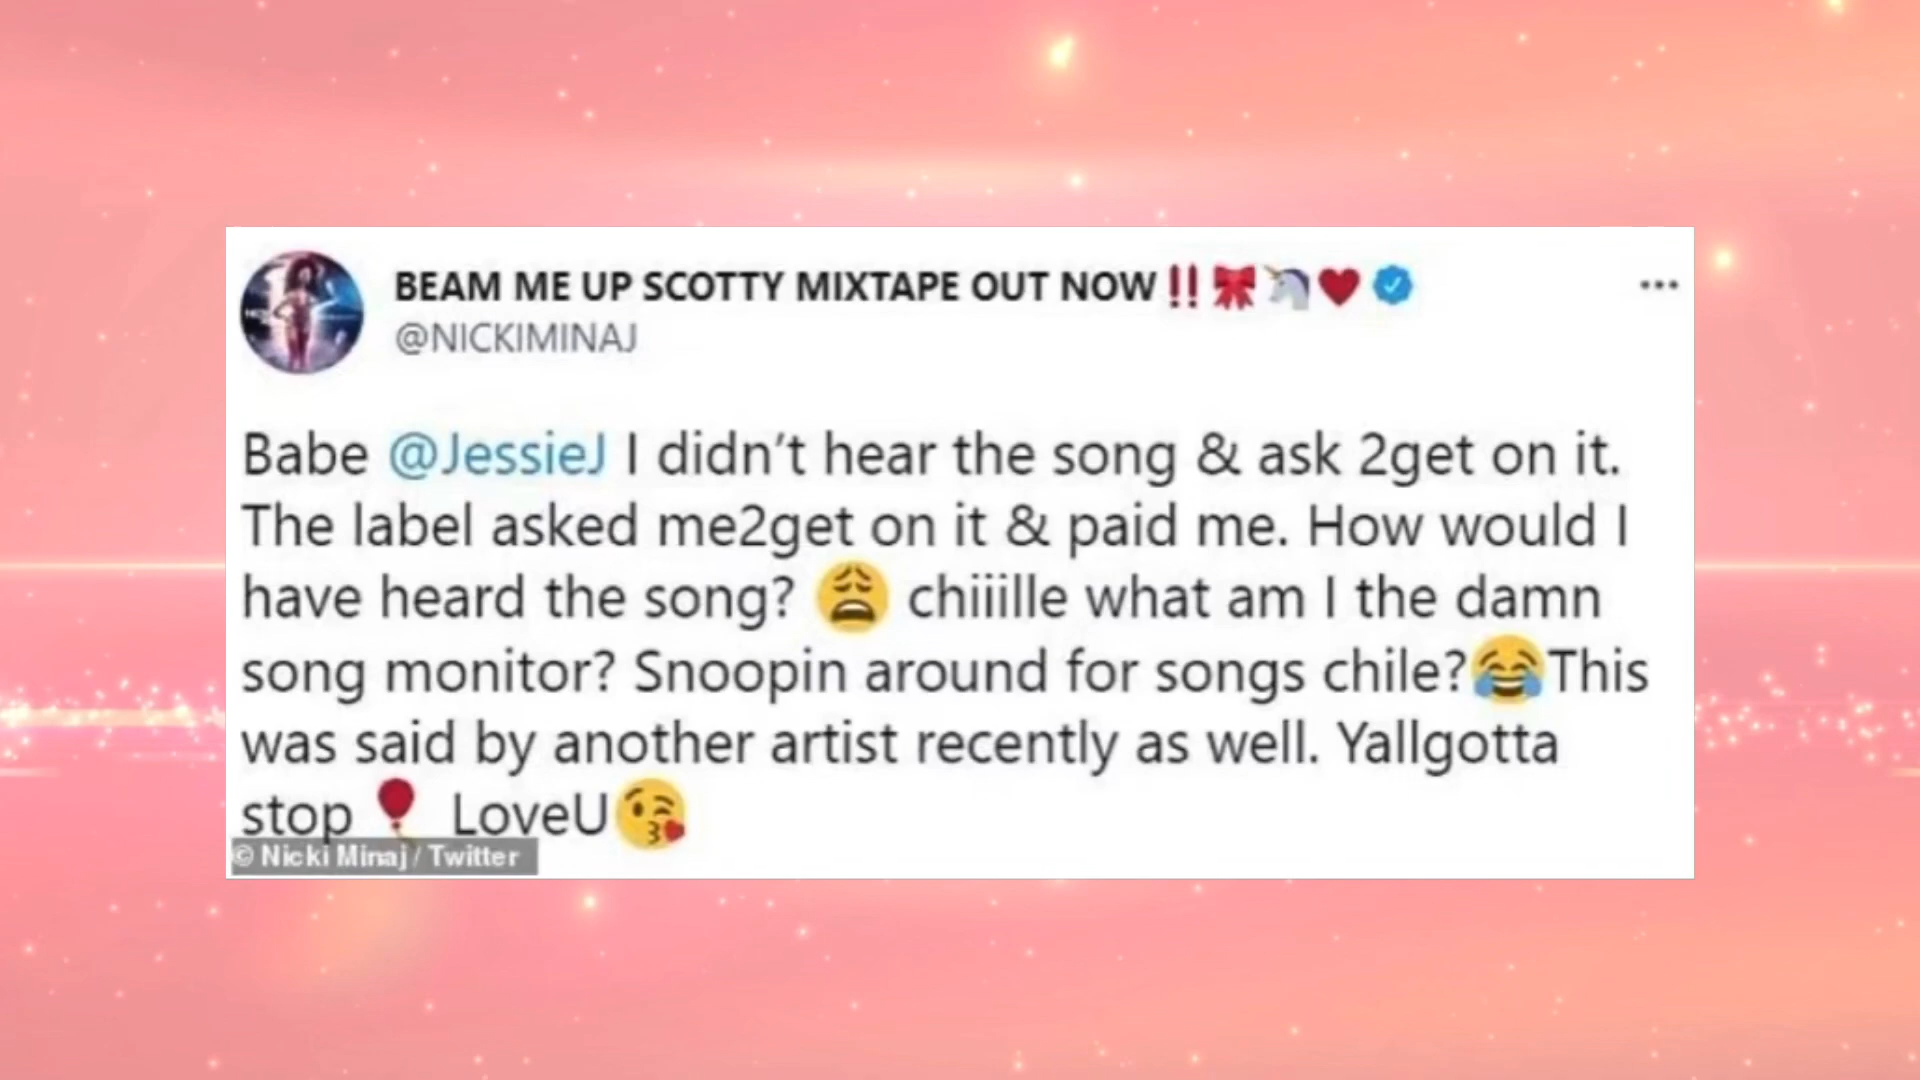 BEAM ME UP SCOTTY MIXTAPE OUT NOW‼️🎀🦄❤️
@NICKIMINAJ
Babe @JessieJ I didn’t hear the song & ask 2get on it.
The label asked me2get on it & paid me. How would I
have heard the song? 😩 chiiille what am I the damn
song monitor? Snoopin around for songs chile?😂This
was said by another artist recently as well. Yallgotta
stop 🎈 LoveU😘
© Nicki Minaj / Twitter